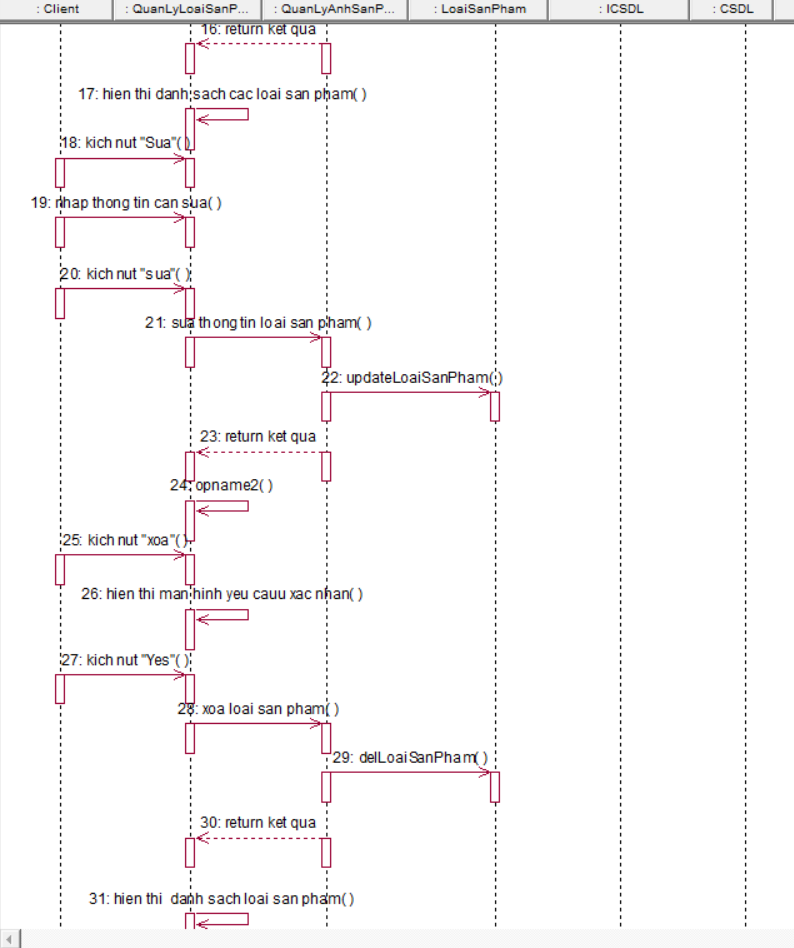 : Client
: QuanLyLoaiSanP...
: QuanLyAnhSanP...
: LoaiSanPham
: ICSDL
: CSDL
16: return ket qua
17: hien thi danh sach cac loai san pham( )
18: kich nut "Sua"( )
19: nhap thong tin can sua( )
20: kich nut "sua"( )
21: sua thong tin loai san pham( )
22: updateLoaiSanPham( )
23: return ket qua
24: opname2( )
25: kich nut "xoa"( )
26: hien thi man hinh yeu cauu xac nhan( )
27: kich nut "Yes"( )
28: xoa loai san pham( )
29: delLoaiSanPham( )
30: return ket qua
31: hien thi danh sach loai san pham( )